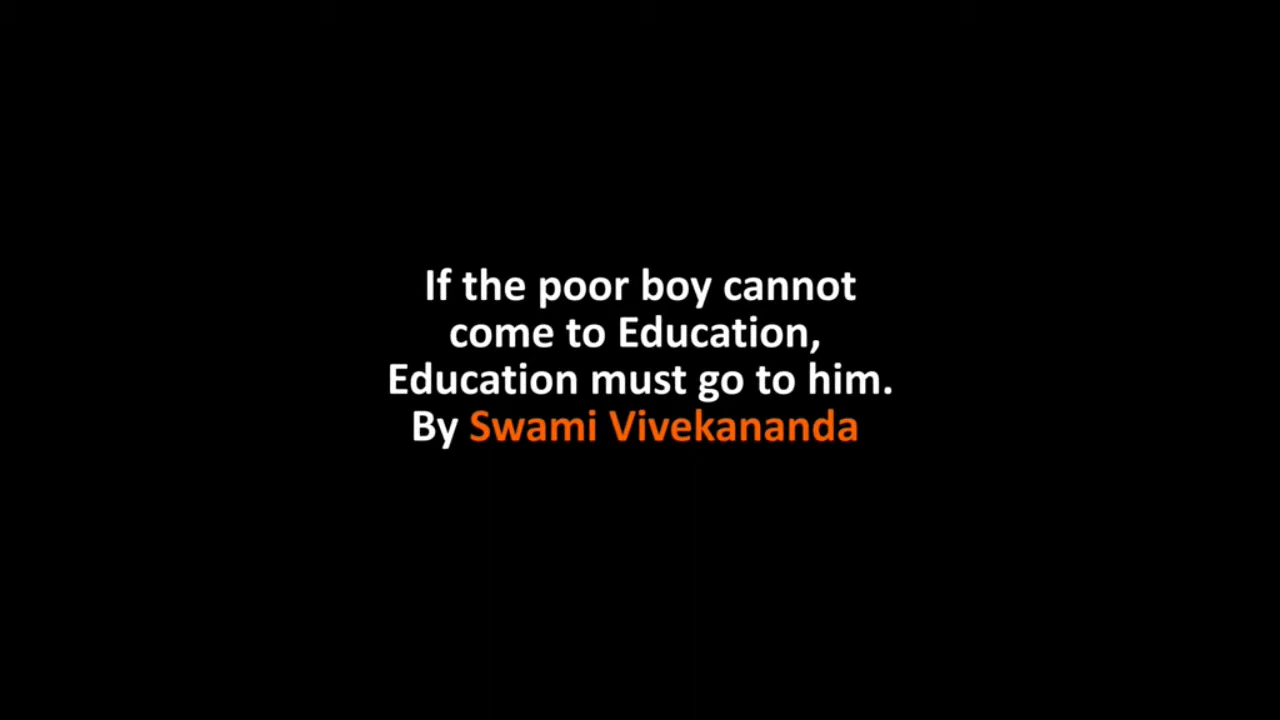 If the poor boy cannot
come to Education,
Education must go to him.
By Swami Vivekananda